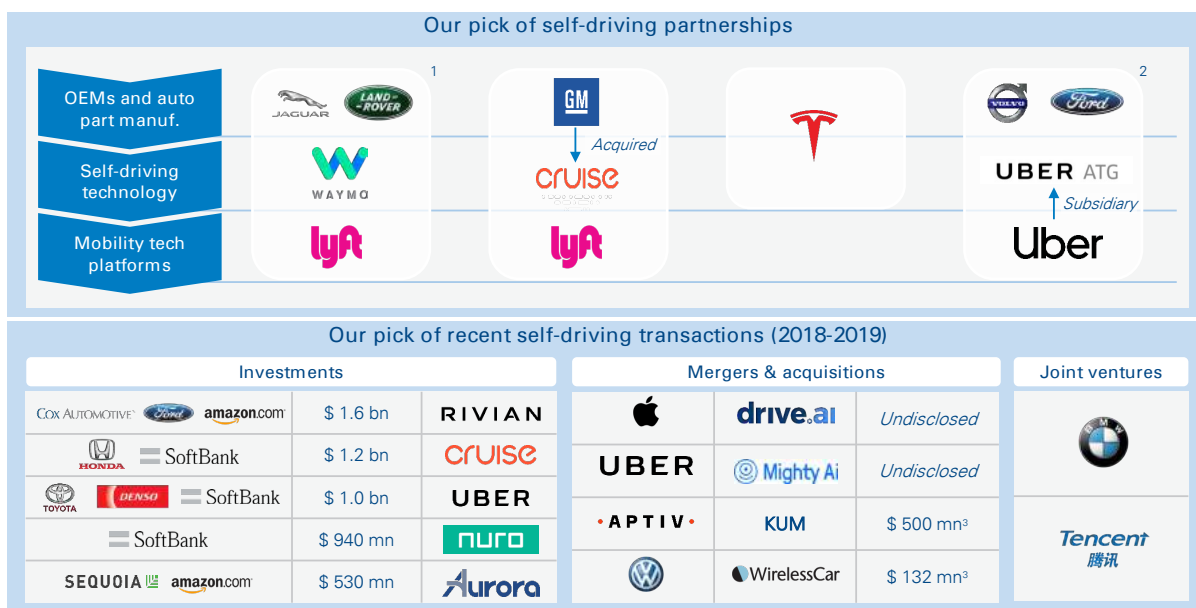 Our pick of self-driving partnerships
OEMs and auto
part manuf.
JAGUAR
LAND-
-ROVER
1
GM
Acquired
VOLVO
Ford
2
Self-driving
technology
WAYMO
cruise
UBER ATG
Subsidiary
Mobility tech
platforms
lyft
lyft
Uber
Our pick of recent self-driving transactions (2018-2019)
Investments
Mergers & acquisitions
Joint ventures
COX AUTOMOTIVE Ford amazon.com $ 1.6 bn RIVIAN
HONDA SoftBank $ 1.2 bn cruise
TOYOTA DENSO SoftBank $ 1.0 bn UBER
SoftBank $ 940 mn nuro
SEQUOIA amazon.com $ 530 mn Aurora
drive.ai Undisclosed
UBER Mighty Ai Undisclosed
• APTIV • KUM $ 500 mn³
VW WirelessCar $ 132 mn³
BMW
Tencent
腾讯